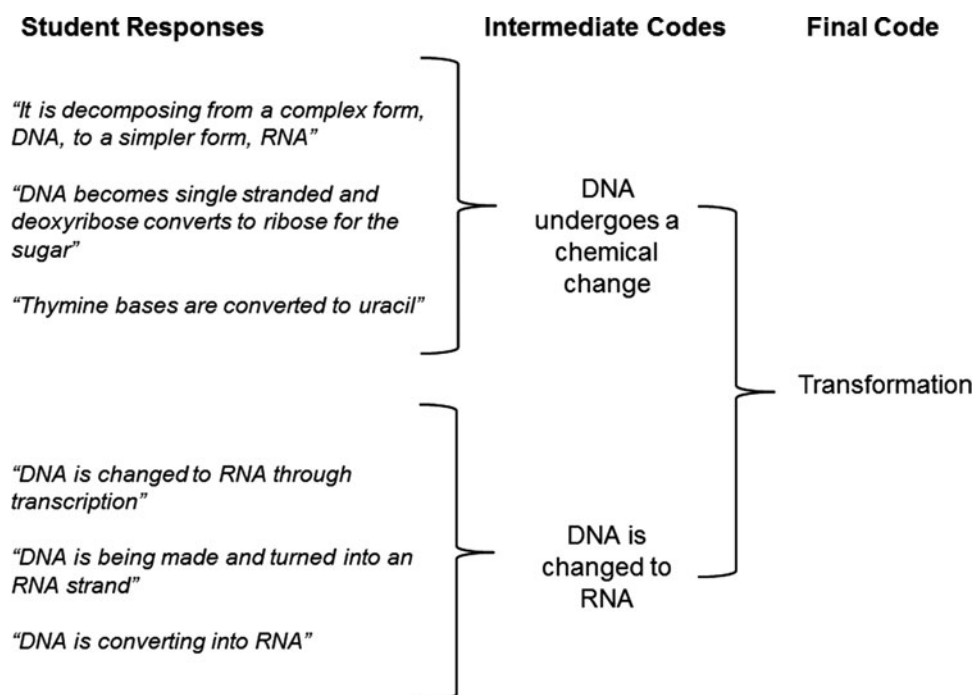 Student Responses
Intermediate Codes
Final Code
“It is decomposing from a complex form,
DNA, to a simpler form, RNA”
“DNA becomes single stranded and
deoxyribose converts to ribose for the
sugar”
“Thymine bases are converted to uracil”
DNA
undergoes a
chemical
change
“DNA is changed to RNA through
transcription”
“DNA is being made and turned into an
RNA strand”
“DNA is converting into RNA”
DNA is
changed to
RNA
Transformation